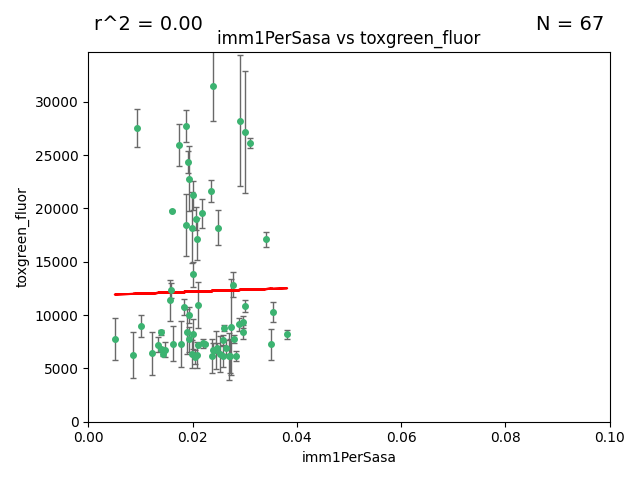 r^2 = 0.00
N = 67
imm1PerSasa vs toxgreen_fluor
toxgreen_fluor
30000
25000
20000
15000
10000
5000
0
0.00
0.02
0.04
0.06
0.08
0.10
imm1PerSasa